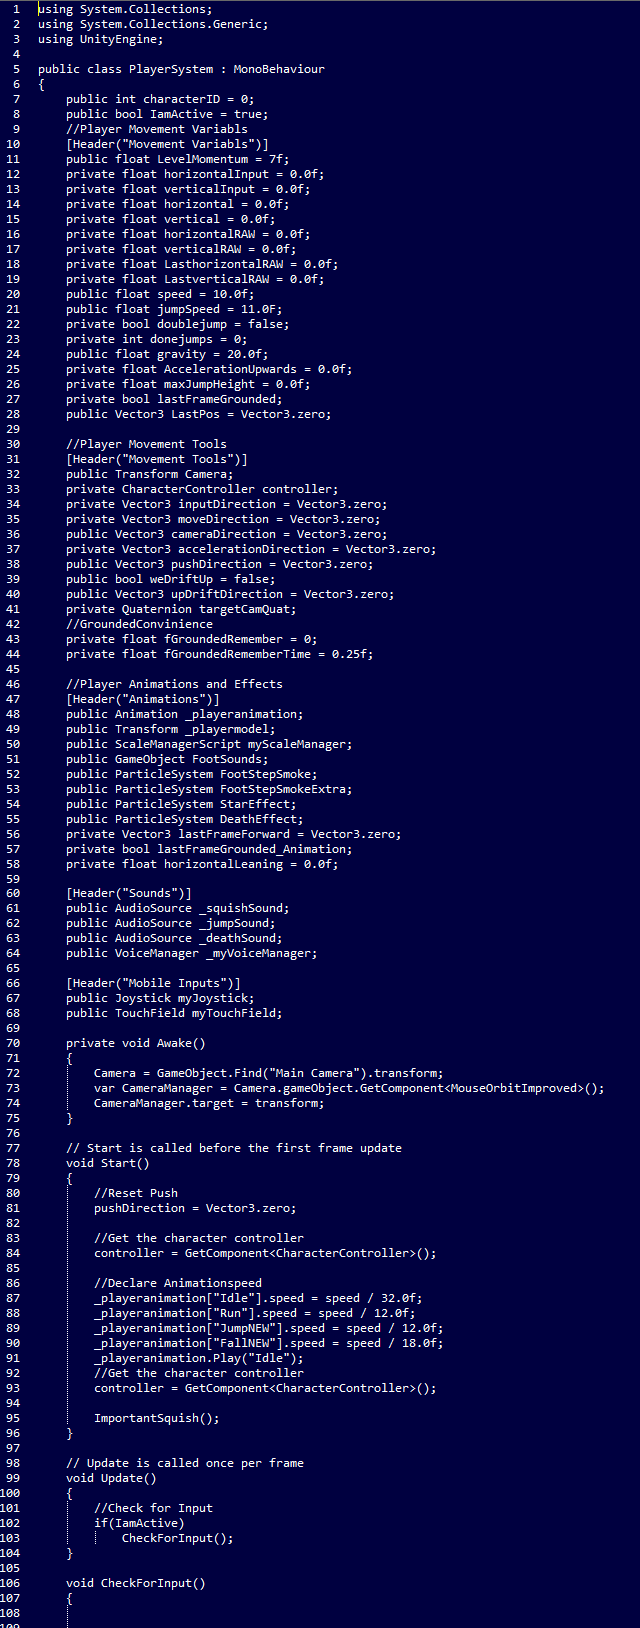 1 using System.Collections;
2 using System.Collections.Generic;
3 using UnityEngine;
4
5 public class PlayerSystem : MonoBehaviour
6 {
7 public int characterID = 0;
8 public bool IamActive = true;
9 //Player Movement Variabls
10 [Header("Movement Variabls")]
11 public float LevelMomentum = 7f;
12 private float horizontalInput = 0.0f;
13 private float verticalInput = 0.0f;
14 private float horizontal = 0.0f;
15 private float vertical = 0.0f;
16 private float horizontalRAW = 0.0f;
17 private float verticalRAW = 0.0f;
18 private float LasthorizontalRAW = 0.0f;
19 private float LastverticalRAW = 0.0f;
20 public float speed = 10.0f;
21 public float jumpSpeed = 11.0F;
22 private bool doublejump = false;
23 private int donejumps = 0;
24 public float gravity = 20.0f;
25 private float AccelerationUpwards = 0.0f;
26 private float maxJumpHeight = 0.0f;
27 private bool lastFrameGrounded;
28 public Vector3 LastPos = Vector3.zero;
29
30 //Player Movement Tools
31 [Header("Movement Tools")]
32 public Transform Camera;
33 private CharacterController controller;
34 private Vector3 inputDirection = Vector3.zero;
35 private Vector3 moveDirection = Vector3.zero;
36 public Vector3 cameraDirection = Vector3.zero;
37 private Vector3 accelerationDirection = Vector3.zero;
38 public Vector3 pushDirection = Vector3.zero;
39 public bool weDriftUp = false;
40 public Vector3 upDriftDirection = Vector3.zero;
41 private Quaternion targetCamQuat;
42 //GroundedConvinience
43 private float fGroundedRemember = 0;
44 private float fGroundedRememberTime = 0.25f;
45
46 //Player Animations and Effects
47 [Header("Animations")]
48 public Animation _playeranimation;
49 public Transform _playermodel;
50 public ScaleManagerScript myScaleManager;
51 public GameObject FootSounds;
52 public ParticleSystem FootStepSmoke;
53 public ParticleSystem FootStepSmokeExtra;
54 public ParticleSystem StarEffect;
55 public ParticleSystem DeathEffect;
56 private Vector3 lastFrameForward = Vector3.zero;
57 private bool lastFrameGrounded_Animation;
58 private float horizontalLeaning = 0.0f;
59
60 [Header("Sounds")]
61 public AudioSource _squishSound;
62 public AudioSource _jumpSound;
63 public AudioSource _deathSound;
64 public VoiceManager _myVoiceManager;
65
66 [Header("Mobile Inputs")]
67 public Joystick myJoystick;
68 public TouchField myTouchField;
69
70 private void Awake()
71 {
72 Camera = GameObject.Find("Main Camera").transform;
73 var CameraManager = Camera.gameObject.GetComponent<MouseOrbitImproved>();
74 CameraManager.target = transform;
75 }
76
77 // Start is called before the first frame update
78 void Start()
79 {
80 //Reset Push
81 pushDirection = Vector3.zero;
82
83 //Get the character controller
84 controller = GetComponent<CharacterController>();
85
86 //Declare Animationspeed
87 _playeranimation["Idle"].speed = speed / 32.0f;
88 _playeranimation["Run"].speed = speed / 12.0f;
89 _playeranimation["JumpNEW"].speed = speed / 12.0f;
90 _playeranimation["FallNEW"].speed = speed / 18.0f;
91 _playeranimation.Play("Idle");
92 //Get the character controller
93 controller = GetComponent<CharacterController>();
94
95 ImportantSquish();
96 }
97
98 // Update is called once per frame
99 void Update()
100 {
101 //Check for Input
102 if(IamActive)
103 CheckForInput();
104 }
105
106 void CheckForInput()
107 {
108
109